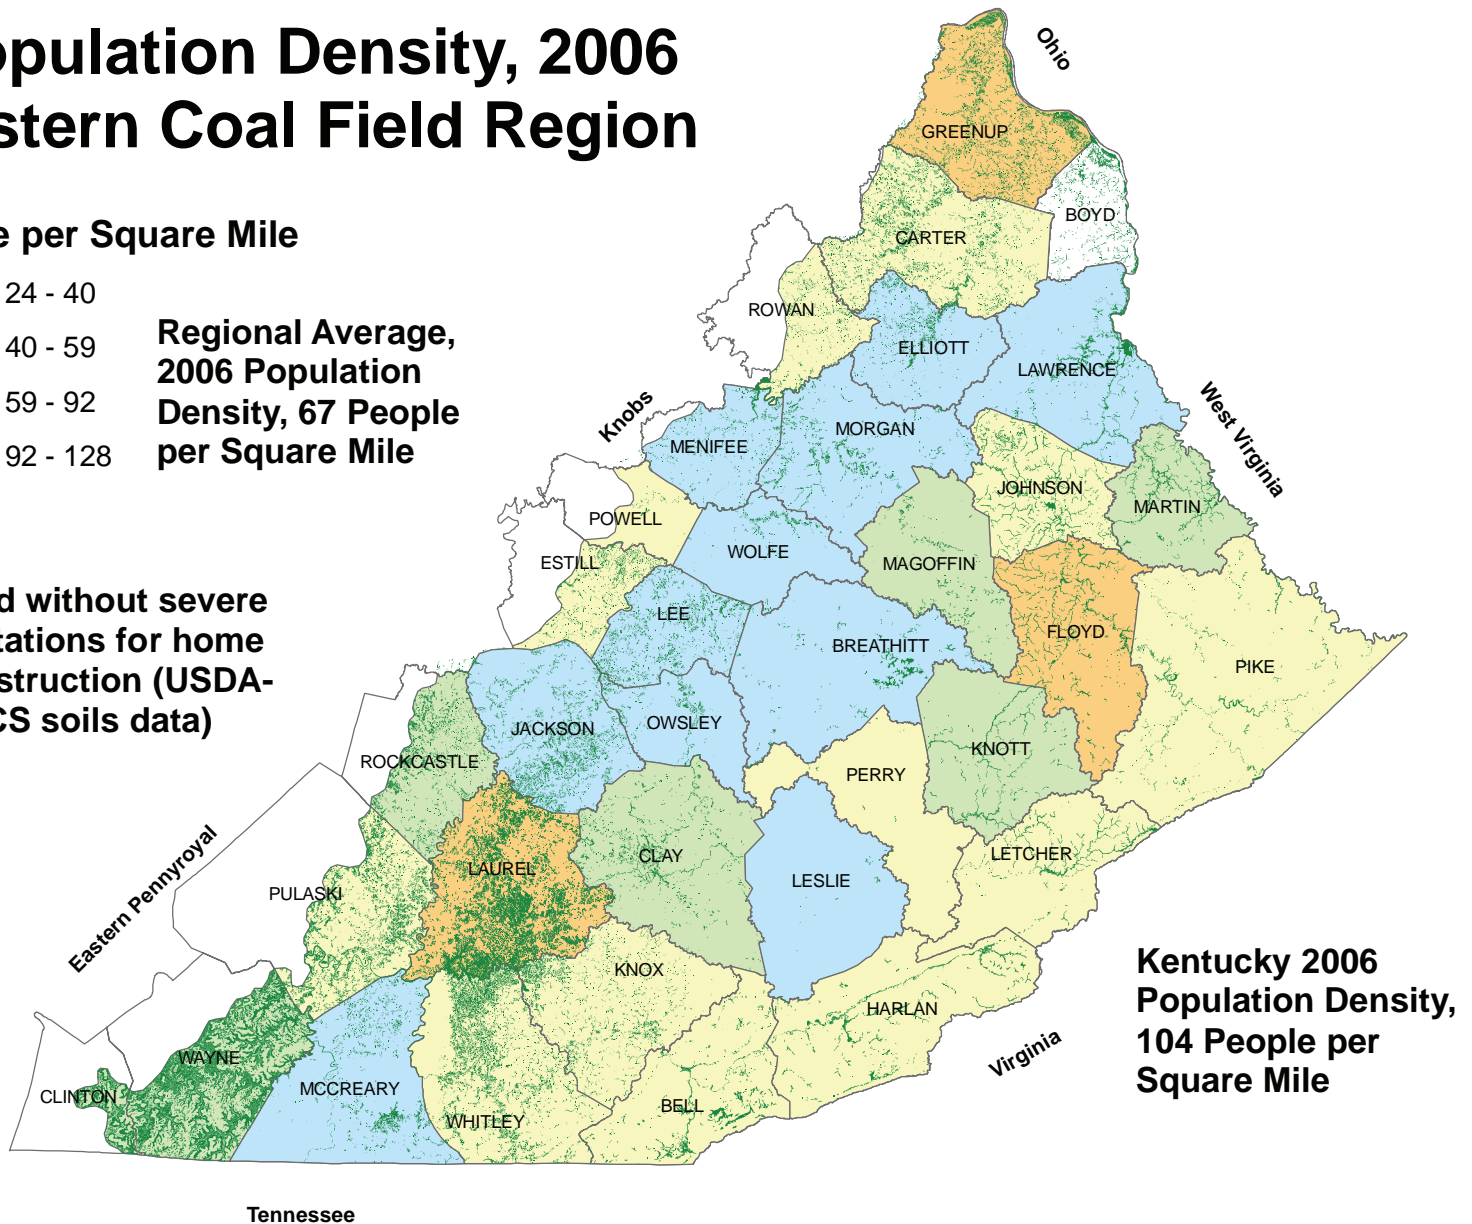 opulation Density, 2006
stern Coal Field Region
e per Square Mile
24 - 40
40 - 59
59 - 92
92 - 128
Regional Average,
2006 Population
Density, 67 People
per Square Mile
d without severe
tations for home
struction (USDA-
CS soils data)
Ohio
GREENUP
BOYD
CARTER
ROWAN
ELLIOTT
LAWRENCE
West Virginia
Knobs
MENIFEE
MORGAN
JOHNSON
MARTIN
POWELL
WOLFE
ESTILL
MAGOFFIN
LEE
FLOYD
BREATHITT
PIKE
JACKSON
OWSLEY
KNOTT
ROCKCASTLE
PERRY
Eastern Pennyroyal
LAUREL
CLAY
LETCHER
PULASKI
LESLIE
KNOX
HARLAN
Virginia
Kentucky 2006
Population Density,
104 People per
Square Mile
WAYNE
CLINTON
MCCREARY
WHITLEY
BELL
Tennessee